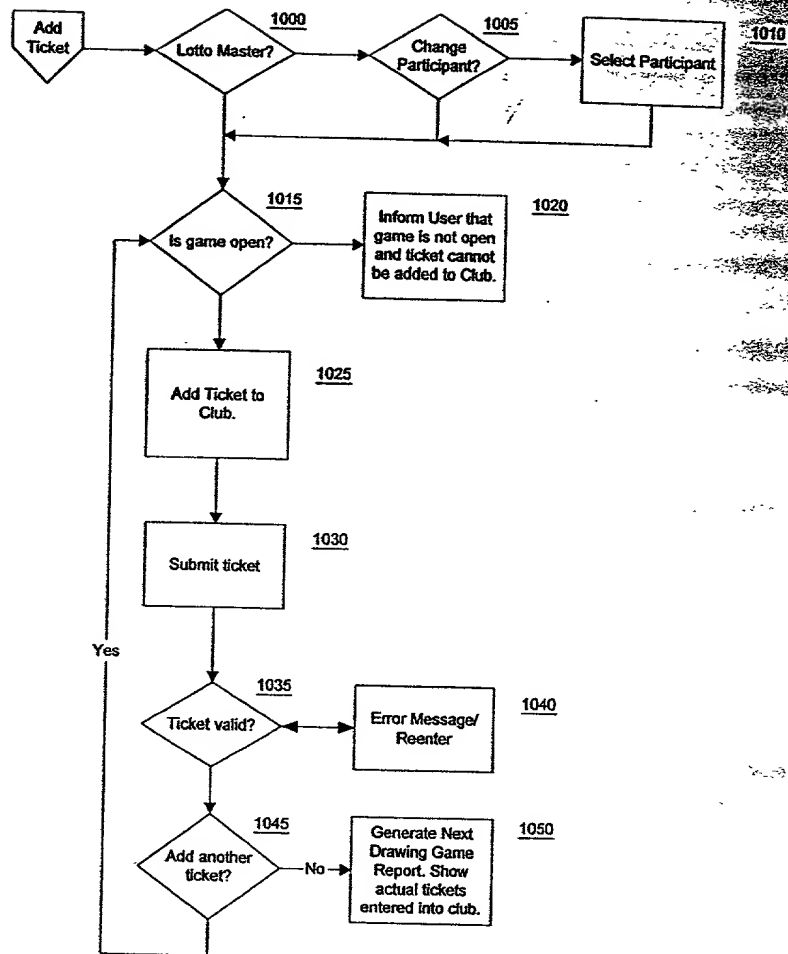 Add
Ticket
1000
Lotto Master?
1005
Change
Participant?
1010
Select Participant
1015
Is game open?
1020
Inform User that
game is not open
and ticket cannot
be added to Club.
1025
Add Ticket to
Club.
1030
Submit ticket
Yes
1035
Ticket valid?
1040
Error Message/
Reenter
1045
Add another
ticket?
No
1050
Generate Next
Drawing Game
Report. Show
actual tickets
entered into club.